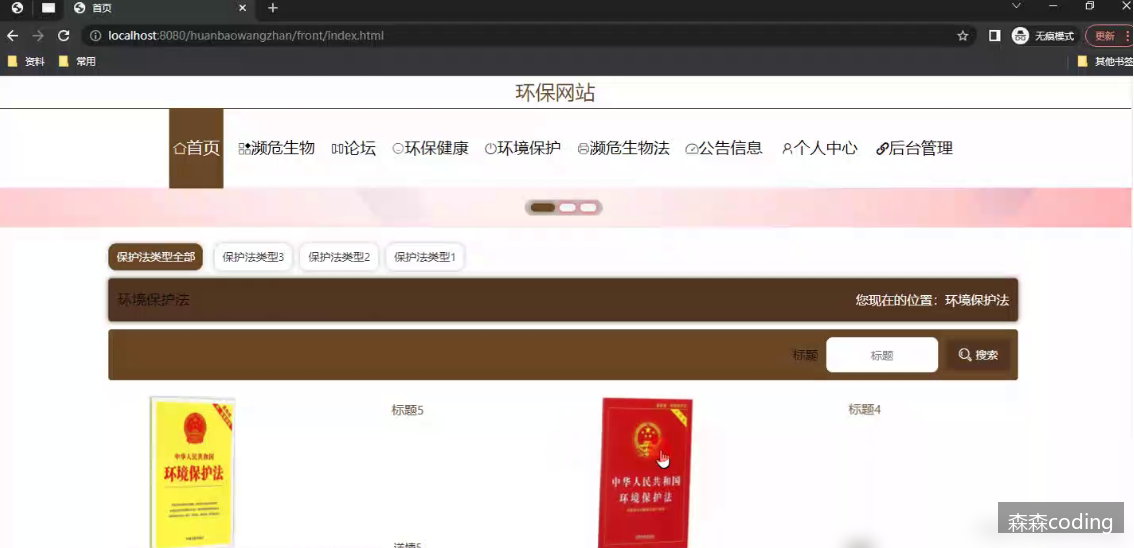 首页
localhost:8080/huanbaowangzhan/front/index.html
无痕模式
更新
资料
常用
其他书签
环保网站
首页
濒危生物
论坛
环保健康
环境保护
濒危生物法
公告信息
个人中心
后台管理
保护法类型全部
保护法类型3
保护法类型2
保护法类型1
环境保护法
您现在的位置：环境保护法
标题
标题
搜索
标题5
标题4
中华人民共和国
环境保护法
中华人民共和国
环境保护法
详情5
森森coding